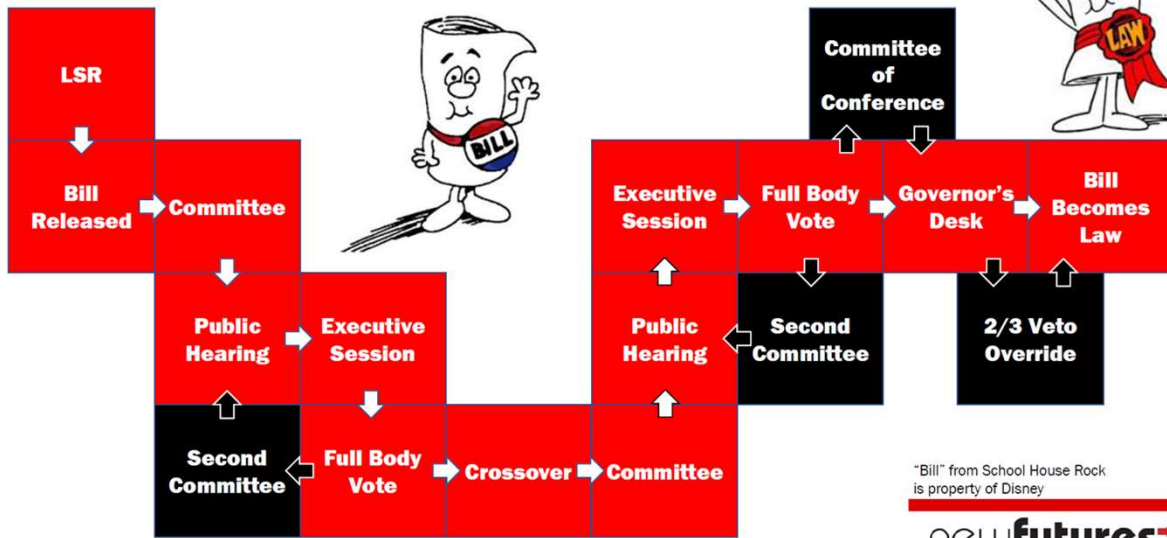 LSR
Bill
Released
Committee
Public
Hearing
Executive
Session
Second
Committee
Full Body
Vote
Crossover
Committee
Public
Hearing
Executive
Session
Full Body
Vote
Second
Committee
Committee
of
Conference
Governor's
Desk
2/3 Veto
Override
Bill
Becomes
Law
BILL
LAW
"Bill" from School House Rock
is property of Disney
new futures